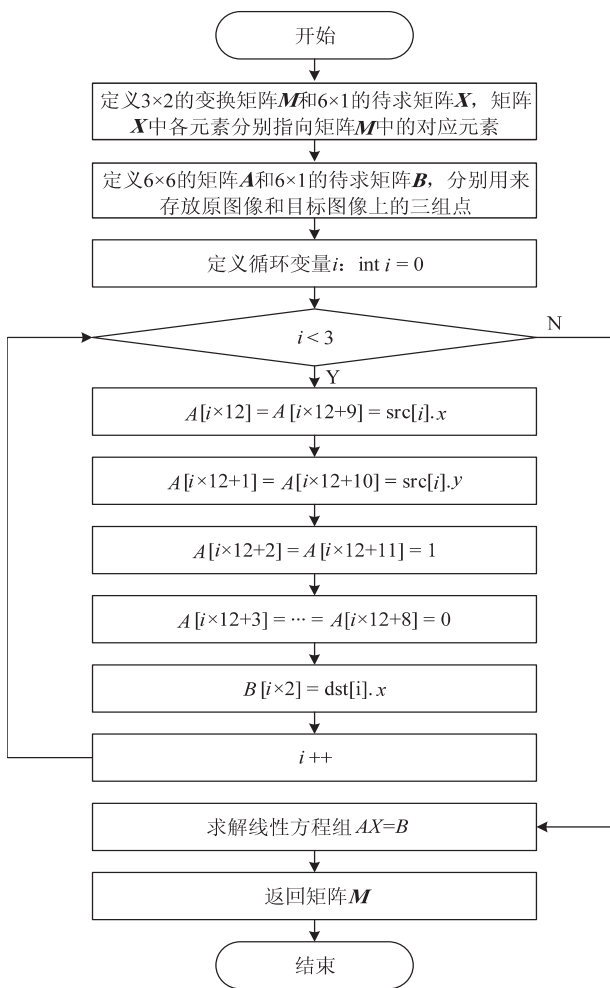 开始
定义3×2的变换矩阵M和6×1的待求矩阵X，矩阵
X中各元素分别指向矩阵M中的对应元素
定义6×6的矩阵A和6×1的待求矩阵B，分别用来
存放原图像和目标图像上的三组点
定义循环变量i：int i = 0
i < 3
N
Y
A[i×12] = A[i×12+9] = src[i].x
A[i×12+1] = A[i×12+10] = src[i].y
A[i×12+2] = A[i×12+11] = 1
A[i×12+3] = ··· = A[i×12+8] = 0
B[i×2] = dst[i].x
i ++
求解线性方程组 AX=B
返回矩阵M
结束